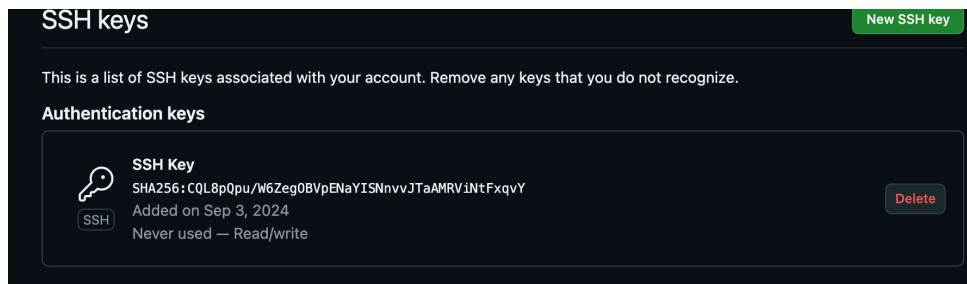 SSH keys
New SSH key
This is a list of SSH keys associated with your account. Remove any keys that you do not recognize.
Authentication keys
SSH Key
SHA256:CQL8pQpu/W6ZegOBVpENaYISNnvvJTaAMRViNtFxqvY
Added on Sep 3, 2024
Never used — Read/write
SSH
Delete